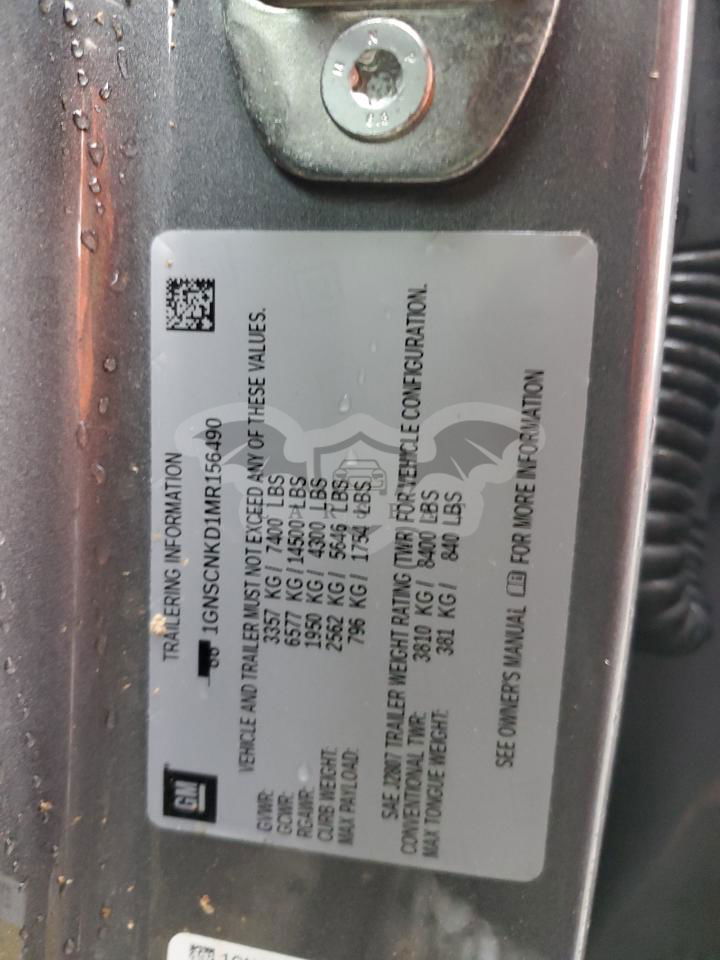 TRAILERING INFORMATION
1GNSCNKD1MR156490
GM
VEHICLE AND TRAILER MUST NOT EXCEED ANY OF THESE VALUES.
GVWR: 3357 KG/ 7400 LBS
GCWR: 6577 KG/14500 LBS
RGAWR: 1950 KG/ 4300 LBS
CURB WEIGHT: 2562 KG/ 5646 LBS
MAX PAYLOAD: 796 KG/ 1754 LBS
SAE J2807 TRAILER WEIGHT RATING (TWR) FOR VEHICLE CONFIGURATION.
CONVENTIONAL TWR: 3810 KG/ 8400 LBS
MAX TONGUE WEIGHT: 381 KG/ 840 LBS
SEE OWNER'S MANUAL FOR MORE INFORMATION